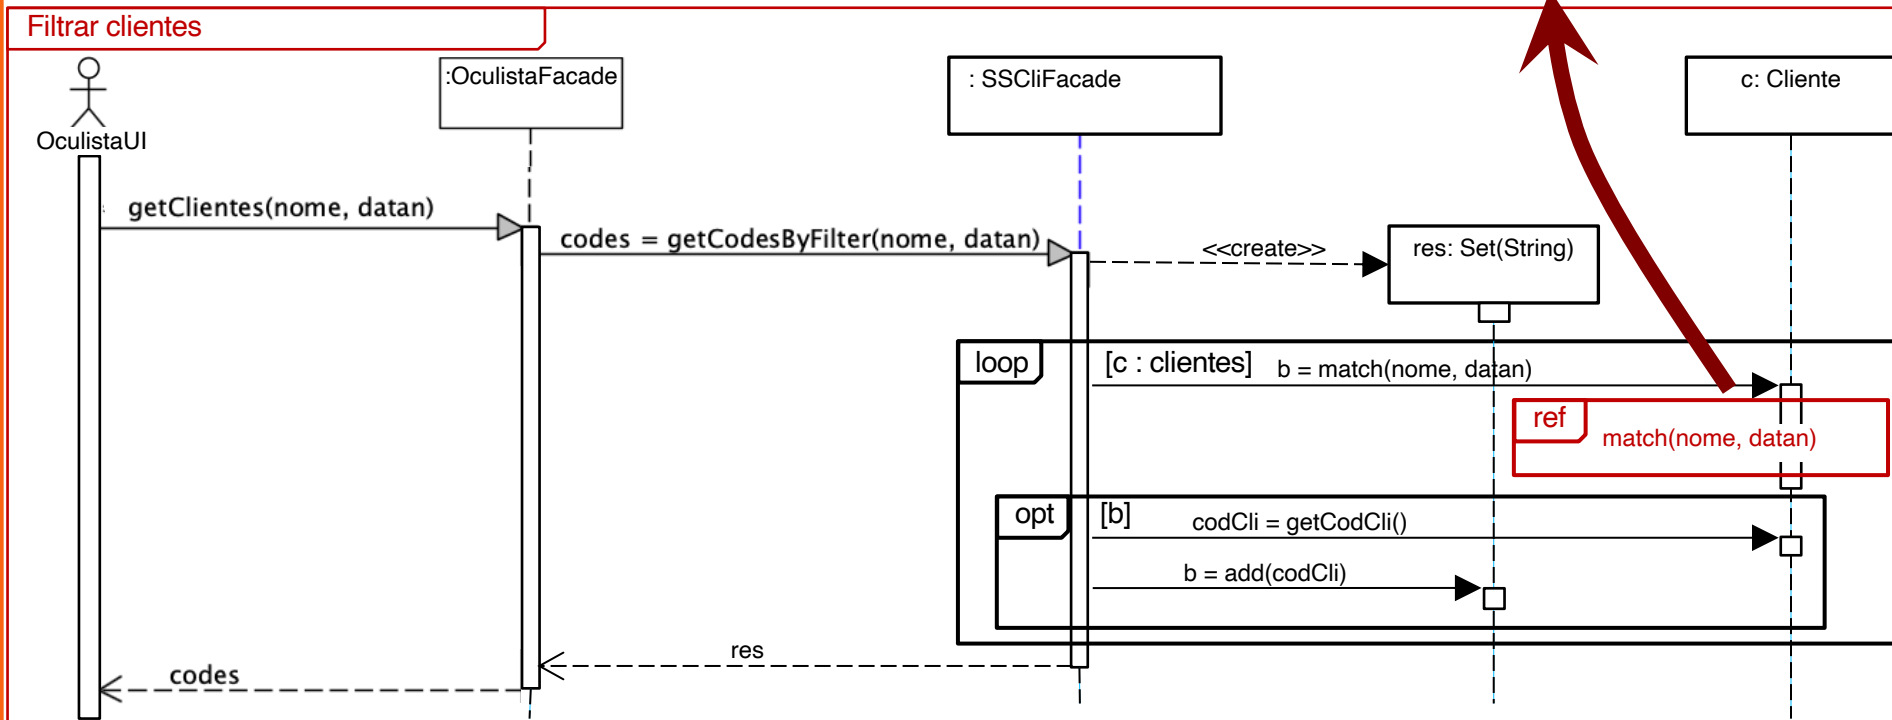 Filtrar clientes
:OculistaFacade
: SSCliFacade
c: Cliente
OculistaUI
getClientes(nome, datan)
codes = getCodesByFilter(nome, datan)
<<create>>
res: Set(String)
loop
[c : clientes]
b = match(nome, datan)
ref
match(nome, datan)
opt
[b]
codCli = getCodCli()
b = add(codCli)
res
codes